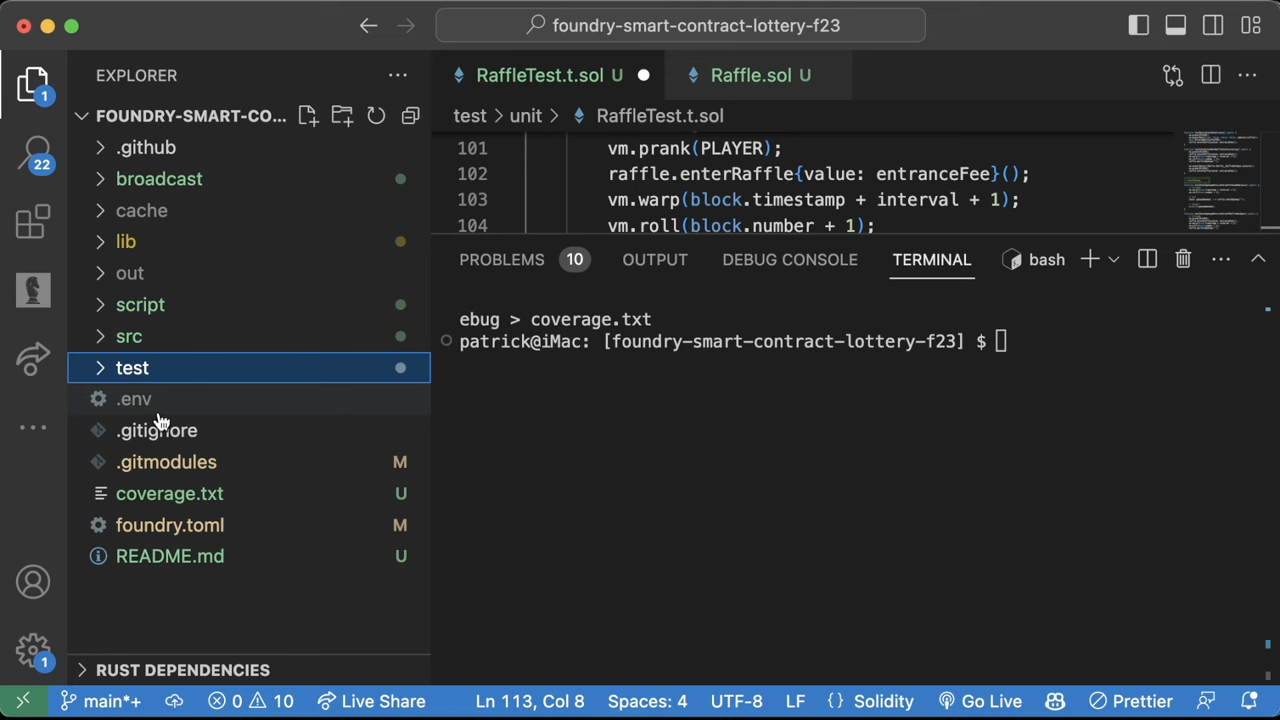 foundry-smart-contract-lottery-f23
1
22
1
EXPLORER
FOUNDRY-SMART-CO...
.github
broadcast
cache
lib
out
script
src
test
.env
.gitignore
.gitmodules M
coverage.txt U
foundry.toml M
README.md U
RUST DEPENDENCIES
RaffleTest.t.sol U
Raffle.sol U
test > unit > RaffleTest.t.sol
101 vm.prank(PLAYER);
102 raffle.enterRaffle{value: entranceFee}();
103 vm.warp(block.timestamp + interval + 1);
104 vm.roll(block.number + 1);
PROBLEMS 10 OUTPUT DEBUG CONSOLE TERMINAL bash
ebug > coverage.txt
patrick@iMac: [foundry-smart-contract-lottery-f23] $
main*+ 0 10 Live Share Ln 113, Col 8 Spaces: 4 UTF-8 LF {} Solidity Go Live Prettier